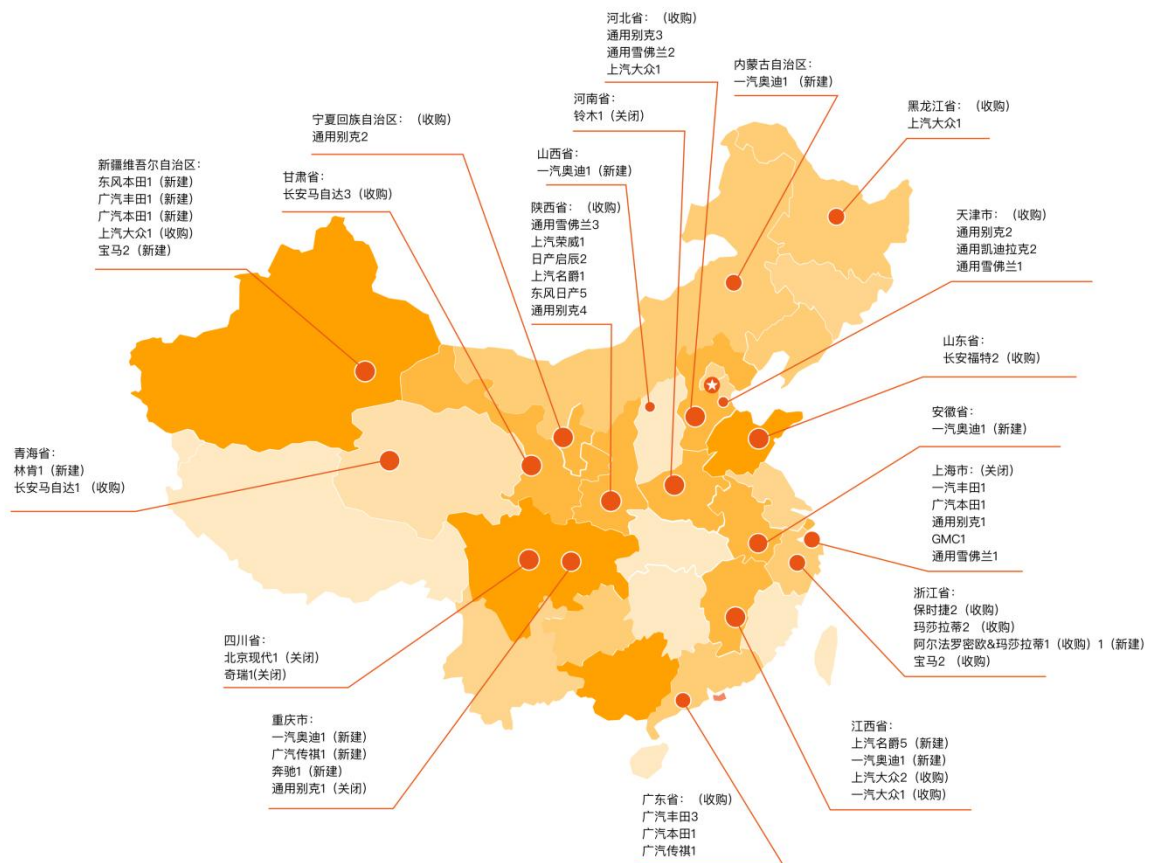 河北省：（收购）
通用别克3
通用雪佛兰2
上汽大众1
内蒙古自治区：
一汽奥迪1 （新建）
河南省：
铃木1（关闭）
黑龙江省：（收购）
上汽大众1
宁夏回族自治区：（收购）
通用别克2
山西省：
一汽奥迪1（新建）
新疆维吾尔自治区：
东风本田1（新建）
广汽丰田1（新建）
广汽本田1（新建）
上汽大众1（收购）
宝马2（新建）
甘肃省：
长安马自达3（收购）
陕西省：（收购）
通用雪佛兰3
上汽荣威1
日产启辰2
上汽名爵1
东风日产5
通用别克4
天津市：（收购）
通用别克2
通用凯迪拉克2
通用雪佛兰1
山东省：
长安福特2（收购）
安徽省：
一汽奥迪1（新建）
青海省：
林肯1（新建）
长安马自达1 （收购）
上海市：（关闭）
一汽丰田1
广汽本田1
通用别克1
GMC1
通用雪佛兰1
浙江省：
保时捷2（收购）
玛莎拉蒂2 （收购）
阿尔法罗密欧&玛莎拉蒂1（收购）1（新建）
宝马2 （收购）
四川省：
北京现代1（关闭）
奇瑞1(关闭）
重庆市：
一汽奥迪1（新建）
广汽传祺1（新建）
奔驰1（新建）
通用别克1（关闭）
江西省：
上汽名爵5（新建）
一汽奥迪1（新建）
上汽大众2（收购）
一汽大众1（收购）
广东省：（收购）
广汽丰田3
广汽本田1
广汽传祺1